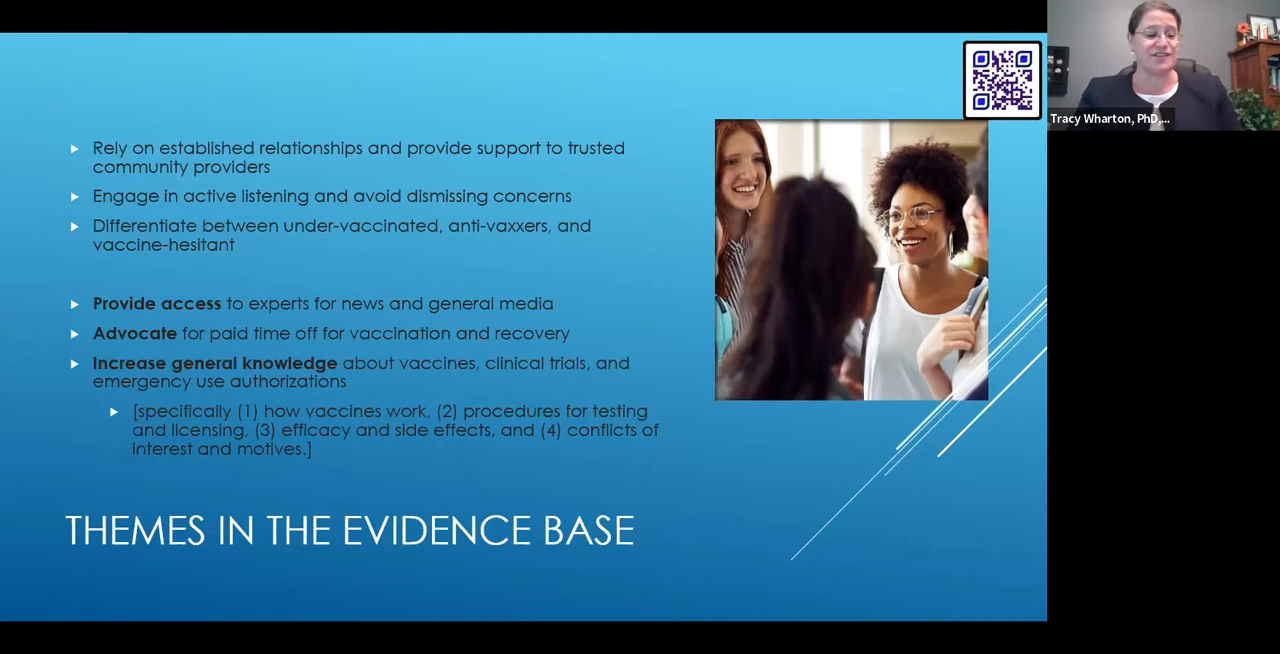 Rely on established relationships and provide support to trusted
community providers
Engage in active listening and avoid dismissing concerns
Differentiate between under-vaccinated, anti-vaxxers, and
vaccine-hesitant
Provide access to experts for news and general media
Advocate for paid time off for vaccination and recovery
Increase general knowledge about vaccines, clinical trials, and
emergency use authorizations
[specifically (1) how vaccines work, (2) procedures for testing
and licensing, (3) efficacy and side effects, and (4) conflicts of
interest and motives.]
THEMES IN THE EVIDENCE BASE
Tracy Wharton, PhD,...